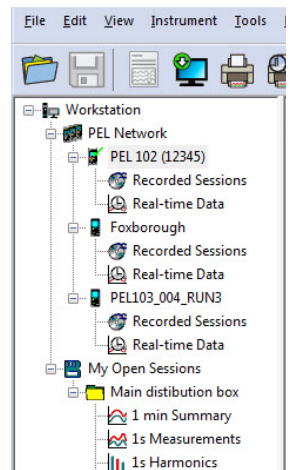 File Edit View Instrument Tools
Workstation
PEL Network
PEL 102 (12345)
Recorded Sessions
Real-time Data
Foxborough
Recorded Sessions
Real-time Data
PEL103_004_RUN3
Recorded Sessions
Real-time Data
My Open Sessions
Main distibution box
1 min Summary
1s Measurements
1s Harmonics